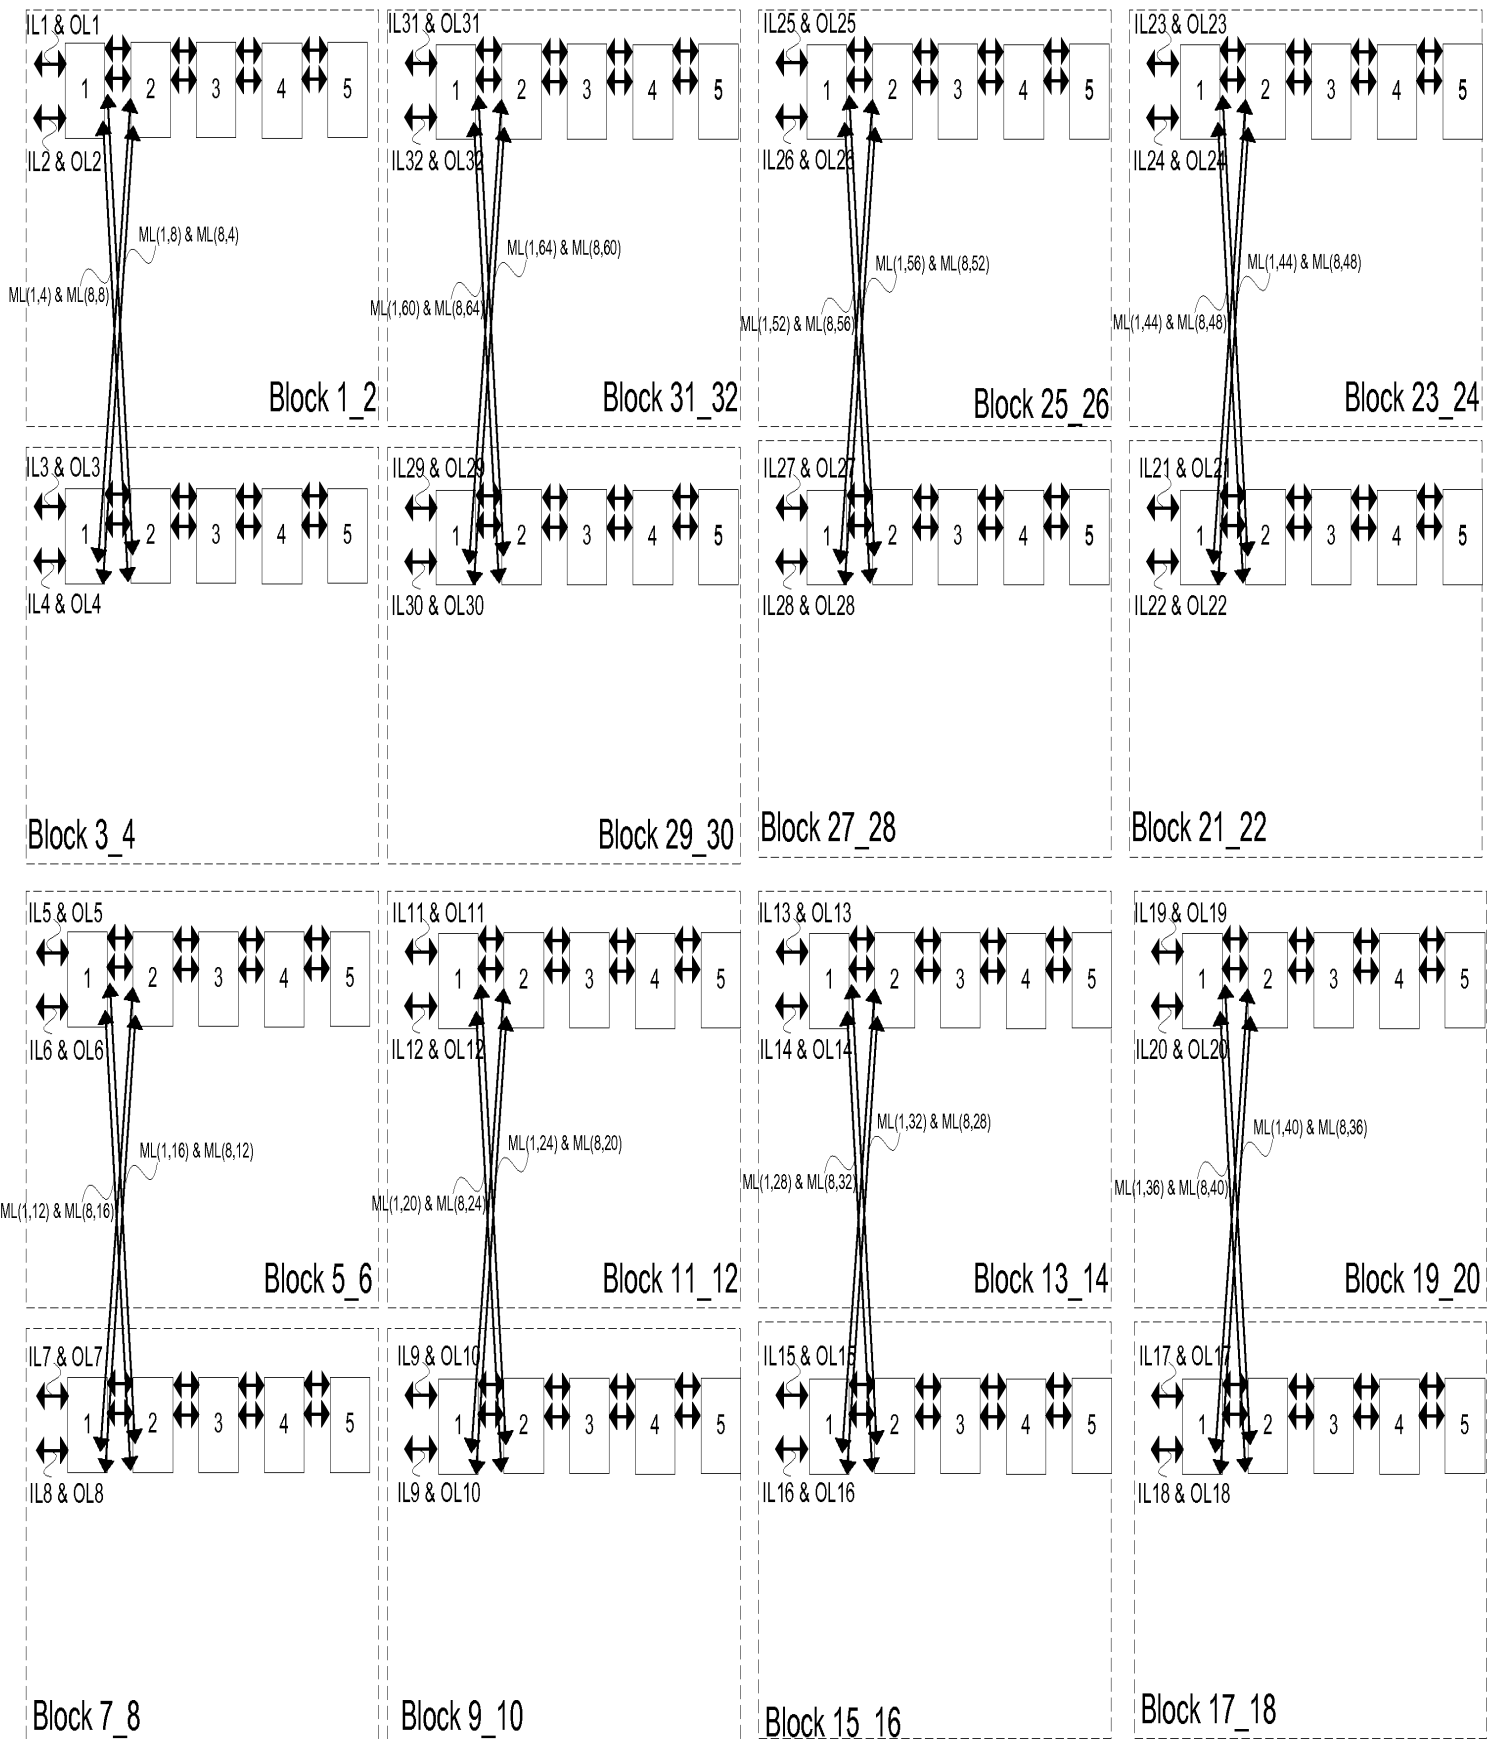 IL1 & OL1
1 2 3 4 5
IL2 & OL2
ML(1,8) & ML(8,4)
ML(1,4) & ML(8,8)
Block 1_2
IL31 & OL31
1 2 3 4 5
IL32 & OL32
ML(1,64) & ML(8,60)
ML(1,60) & ML(8,64)
Block 31_32
IL25 & OL25
1 2 3 4 5
IL26 & OL26
ML(1,56) & ML(8,52)
ML(1,52) & ML(8,56)
Block 25_26
IL23 & OL23
1 2 3 4 5
IL24 & OL24
ML(1,44) & ML(8,48)
ML(1,44) & ML(8,48)
Block 23_24
IL3 & OL3
1 2 3 4 5
IL4 & OL4
Block 3_4
IL29 & OL29
1 2 3 4 5
IL30 & OL30
Block 29_30
IL27 & OL27
1 2 3 4 5
IL28 & OL28
Block 27_28
IL21 & OL21
1 2 3 4 5
IL22 & OL22
Block 21_22
IL5 & OL5
1 2 3 4 5
IL6 & OL6
ML(1,16) & ML(8,12)
ML(1,12) & ML(8,16)
Block 5_6
IL11 & OL11
1 2 3 4 5
IL12 & OL12
ML(1,24) & ML(8,20)
ML(1,20) & ML(8,24)
Block 11_12
IL13 & OL13
1 2 3 4 5
IL14 & OL14
ML(1,32) & ML(8,28)
ML(1,28) & ML(8,32)
Block 13_14
IL19 & OL19
1 2 3 4 5
IL20 & OL20
ML(1,40) & ML(8,36)
ML(1,36) & ML(8,40)
Block 19_20
IL7 & OL7
1 2 3 4 5
IL8 & OL8
Block 7_8
IL9 & OL10
1 2 3 4 5
IL9 & OL10
Block 9_10
IL15 & OL15
1 2 3 4 5
IL16 & OL16
Block 15_16
IL17 & OL17
1 2 3 4 5
IL18 & OL18
Block 17_18